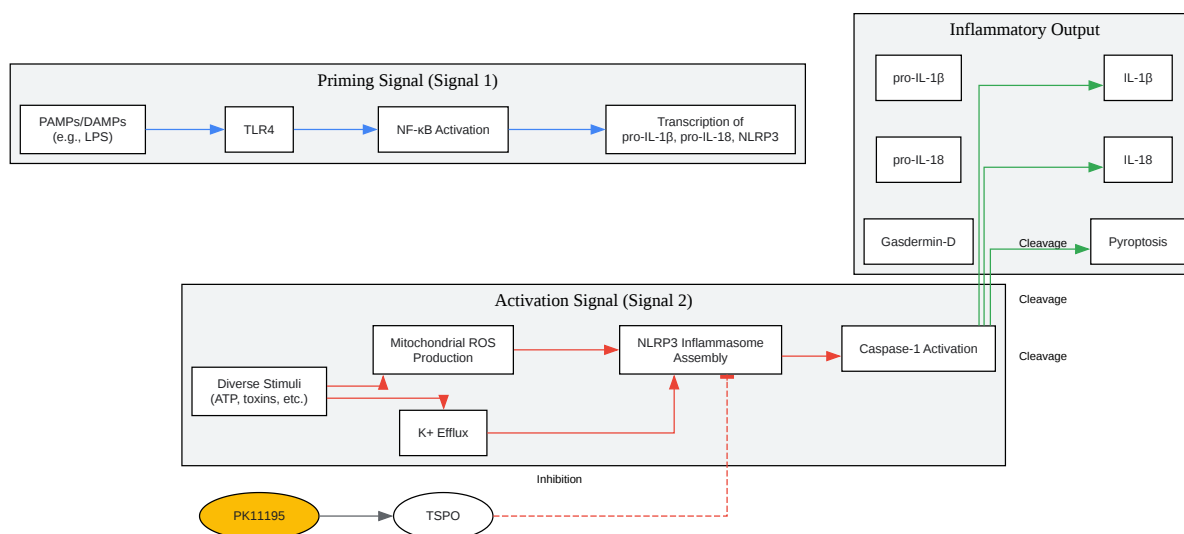 Inflammatory Output
pro-IL-1β
IL-1β
pro-IL-18
IL-18
Gasdermin-D
Cleavage
Pyroptosis
Priming Signal (Signal 1)
PAMPs/DAMPs
(e.g., LPS)
TLR4
NF-κB Activation
Transcription of
pro-IL-1β, pro-IL-18, NLRP3
Activation Signal (Signal 2)
Cleavage
Mitochondrial ROS
Production
NLRP3 Inflammasome
Assembly
Caspase-1 Activation
Cleavage
Diverse Stimuli
(ATP, toxins, etc.)
K+ Efflux
Inhibition
PK11195
TSPO